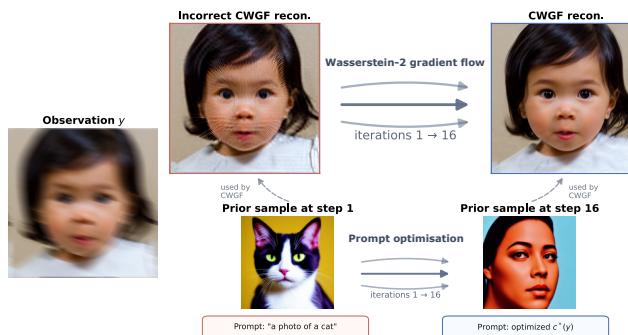 Incorrect CWGF recon.
CWGF recon.
Wasserstein-2 gradient flow
iterations 1 → 16
Observation y
used by
CWGF
used by
CWGF
Prior sample at step 1
Prior sample at step 16
Prompt optimisation
iterations 1 → 16
Prompt: "a photo of a cat"
Prompt: optimized c*(y)